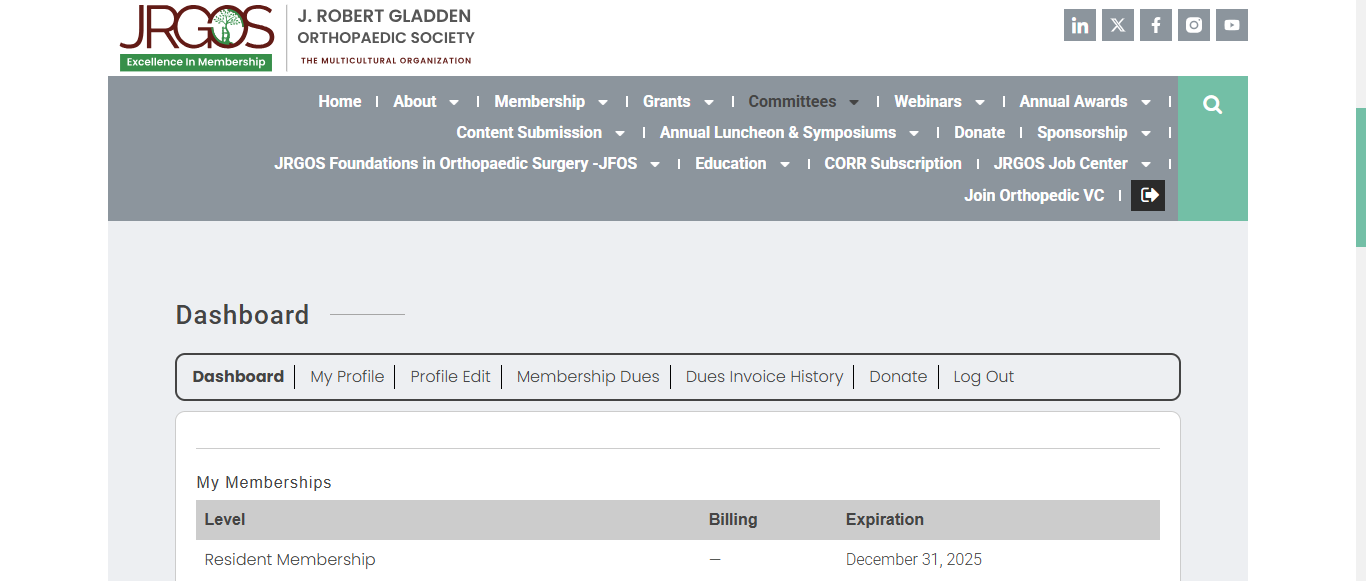 JRGOS
Excellence In Membership
J. ROBERT GLADDEN
ORTHOPAEDIC SOCIETY
THE MULTICULTURAL ORGANIZATION
Home | About | Membership | Grants | Committees | Webinars | Annual Awards |
Content Submission | Annual Luncheon & Symposiums | Donate | Sponsorship |
JRGOS Foundations in Orthopaedic Surgery -JFOS | Education | CORR Subscription | JRGOS Job Center |
Join Orthopedic VC |
Dashboard
Dashboard | My Profile | Profile Edit | Membership Dues | Dues Invoice History | Donate | Log Out
My Memberships
Level Billing Expiration
Resident Membership — December 31, 2025